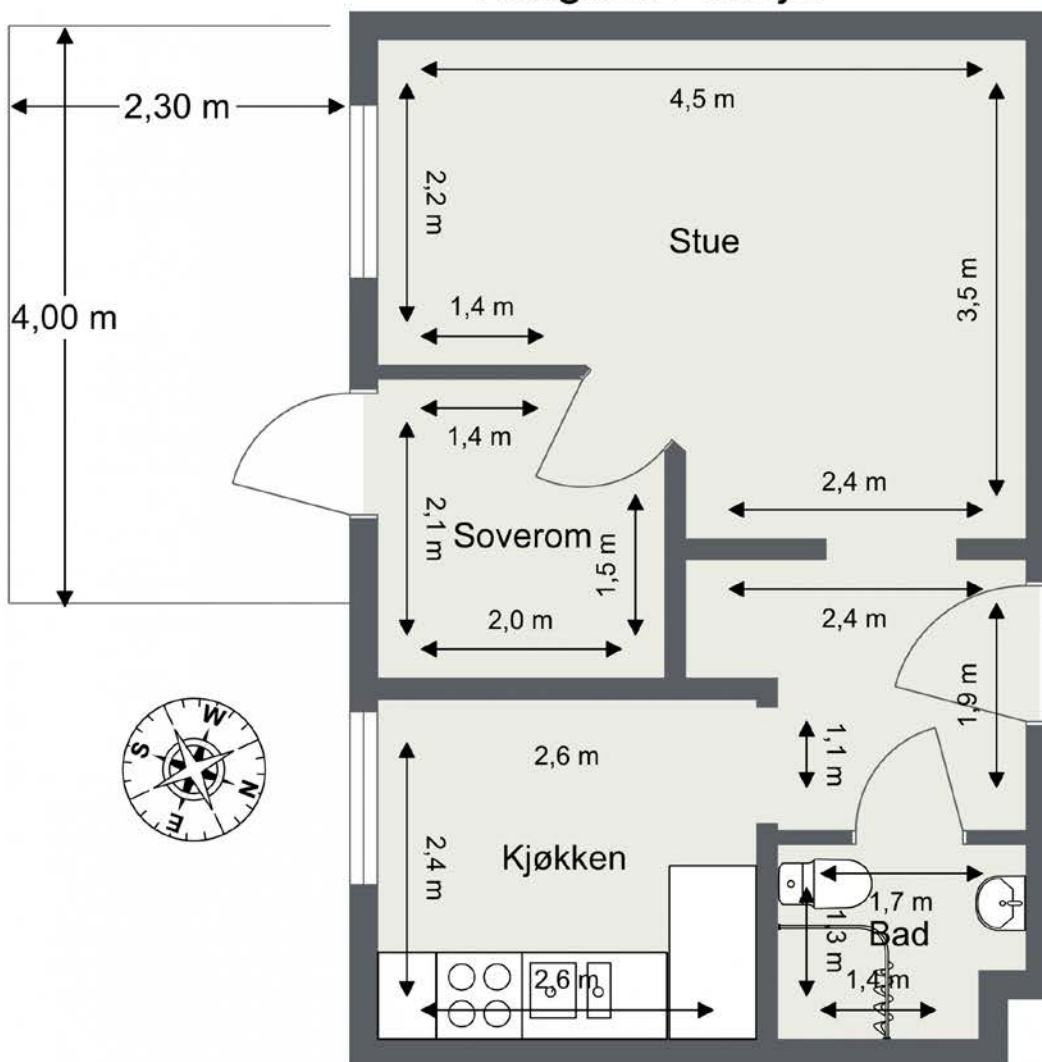 2,30 m
4,5 m
2,2 m
Stue
3,5 m
4,00 m
1,4 m
1,4 m
2,4 m
2,1 m
Soverom
1,5 m
2,0 m
2,4 m
1,9 m
W
S
N
E
2,6 m
1,1 m
2,4 m
Kjøkken
1,7 m
1,3 m
Bad
2,6 m
1,4 m